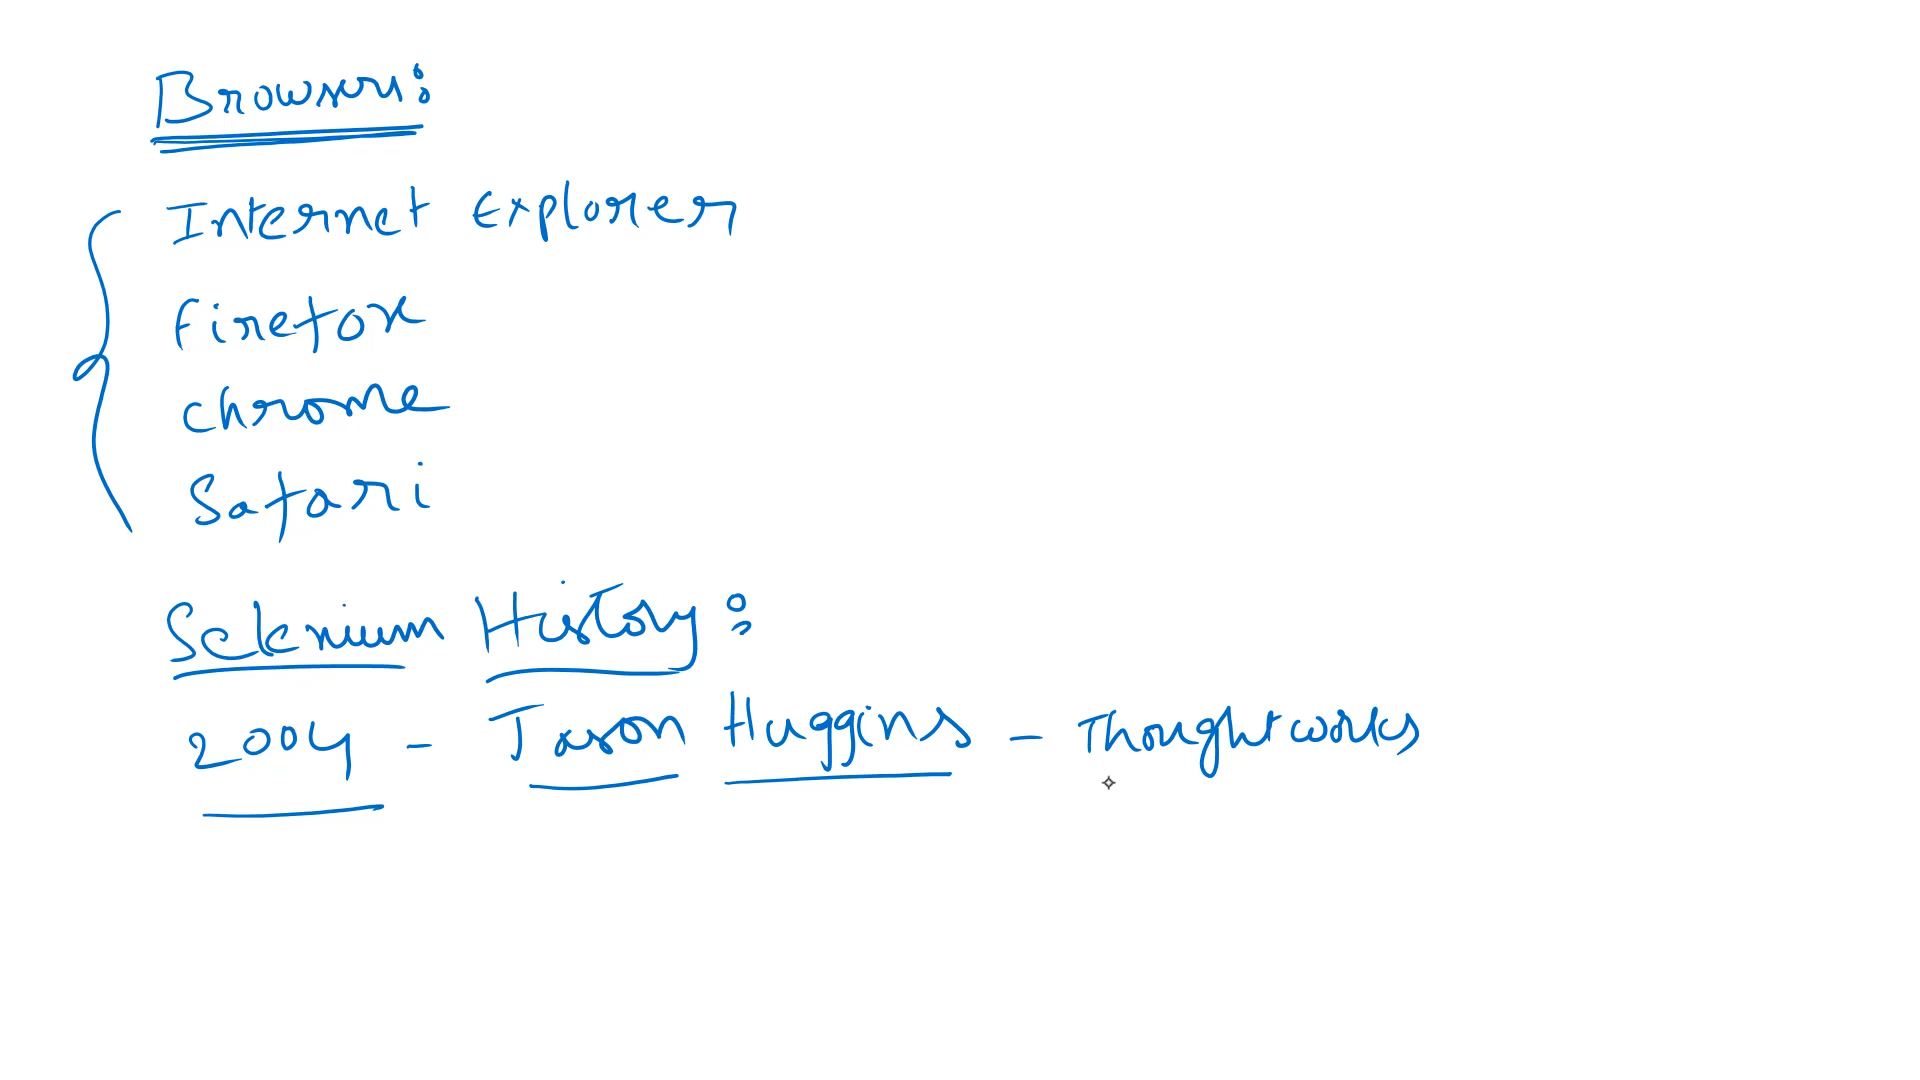 Browsers:
Internet Explorer
Firefox
chrome
Safari
Selenium History:
2004 - Jason Huggins - Thoughtworks